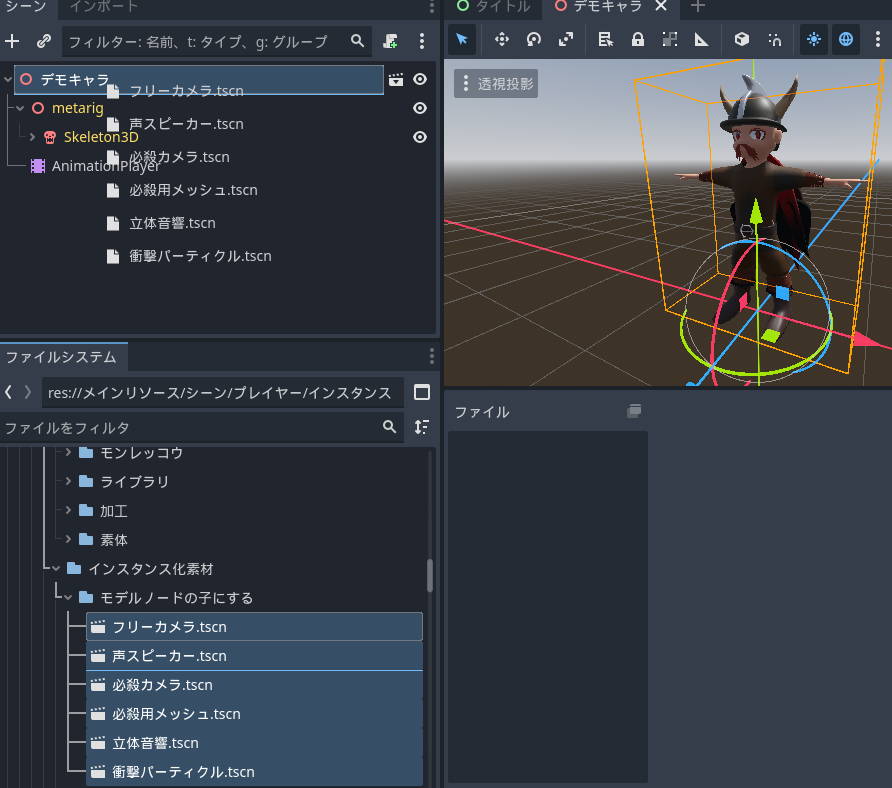 シーン
インポート
フィルター: 名前、t: タイプ、g: グループ
デモキャラ
metarig
Skeleton3D
AnimationPlayer
フリーカメラ.tscn
声スピーカー.tscn
必殺カメラ.tscn
必殺用メッシュ.tscn
立体音響.tscn
衝撃パーティクル.tscn
ファイルシステム
res://メインリソース/シーン/プレイヤー/インスタンス
ファイルをフィルタ
モンレッコウ
ライブラリ
加工
素体
インスタンス化素材
モデルノードの子にする
フリーカメラ.tscn
声スピーカー.tscn
必殺カメラ.tscn
必殺用メッシュ.tscn
立体音響.tscn
衝撃パーティクル.tscn
タイトル
デモキャラ
透視投影
ファイル